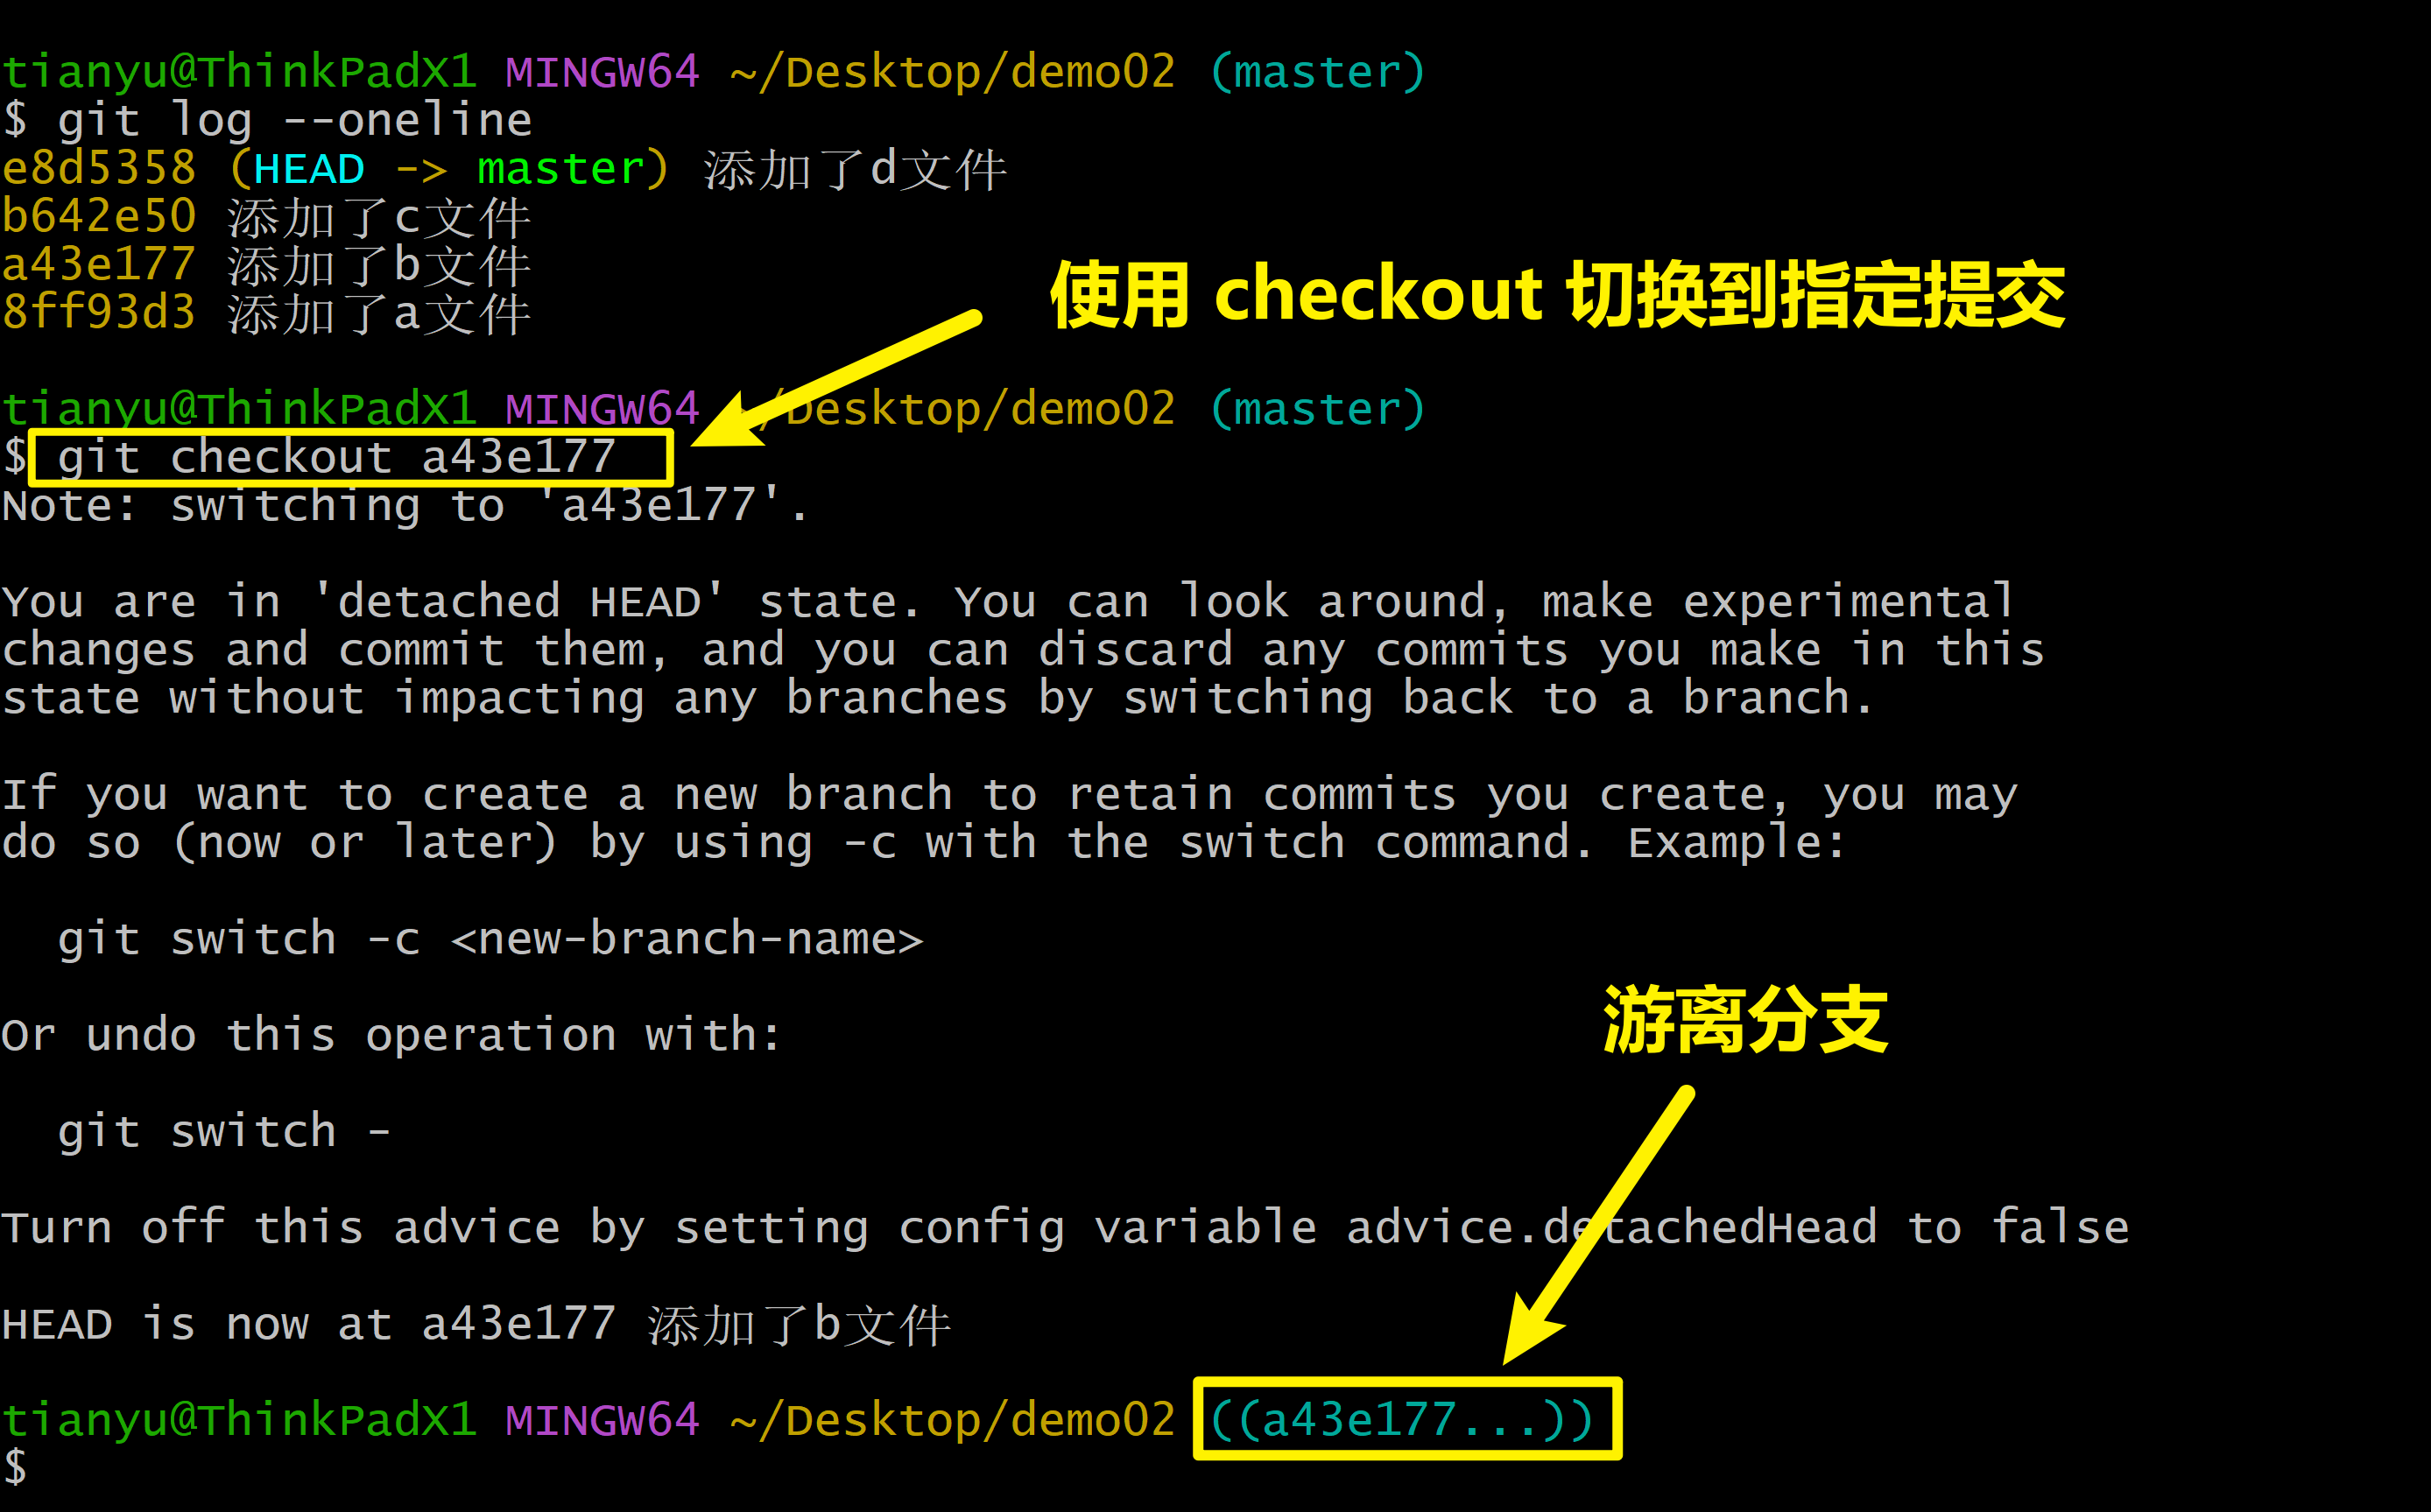 tianyu@ThinkPadX1 MINGW64 ~/Desktop/demo02 (master)
$ git log --oneline
e8d5358 (HEAD -> master) 添加了d文件
b642e50 添加了c文件
a43e177 添加了b文件
8ff93d3 添加了a文件
使用 checkout 切换到指定提交
tianyu@ThinkPadX1 MINGW64 ~/Desktop/demo02 (master)
$ git checkout a43e177
Note: switching to 'a43e177'.
You are in 'detached HEAD' state. You can look around, make experimental
changes and commit them, and you can discard any commits you make in this
state without impacting any branches by switching back to a branch.
If you want to create a new branch to retain commits you create, you may
do so (now or later) by using -c with the switch command. Example:
git switch -c <new-branch-name>
游离分支
Or undo this operation with:
git switch -
Turn off this advice by setting config variable advice.detachedHead to false
HEAD is now at a43e177 添加了b文件
tianyu@ThinkPadX1 MINGW64 ~/Desktop/demo02 ((a43e177...))
$